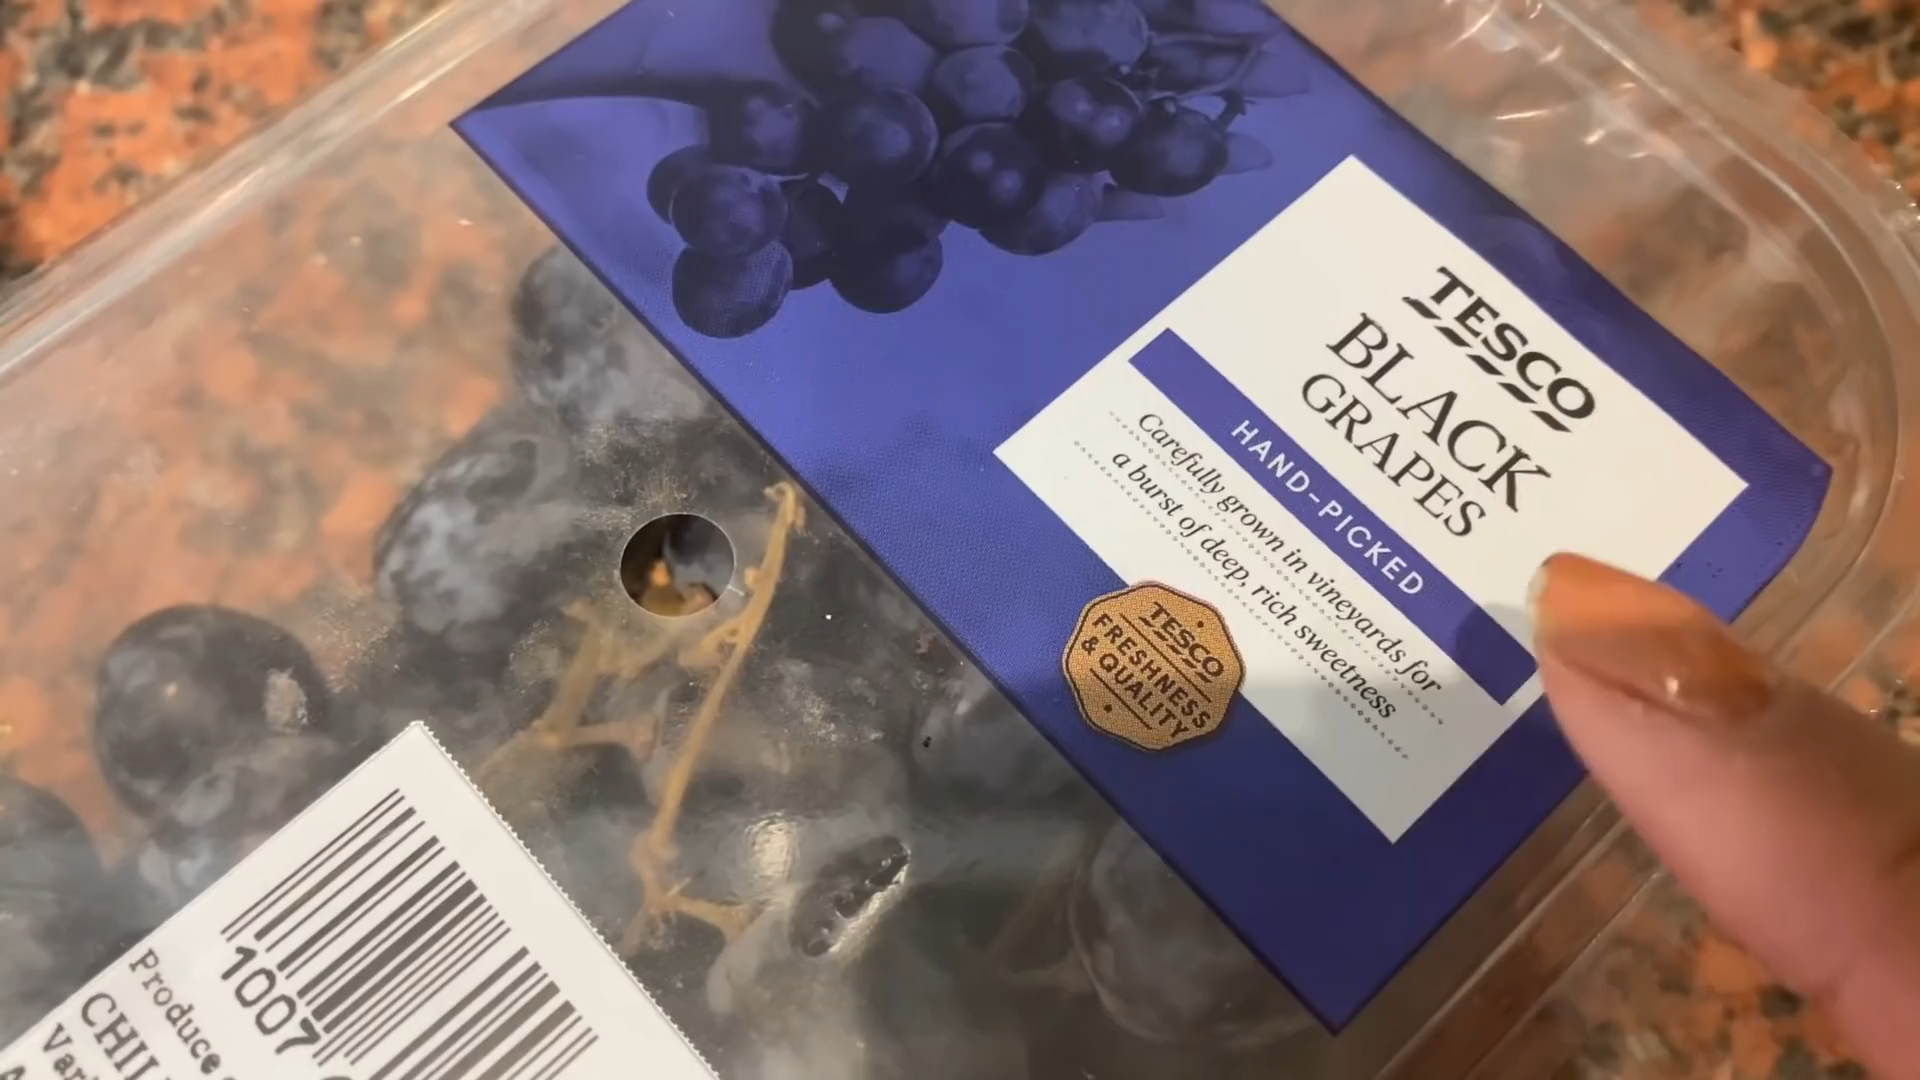 TESCO
BLACK
GRAPES
HAND-PICKED
Carefully grown in vineyards for
a burst of deep, rich sweetness
TESCO
FRESHNESS
& QUALITY
1007
Produce